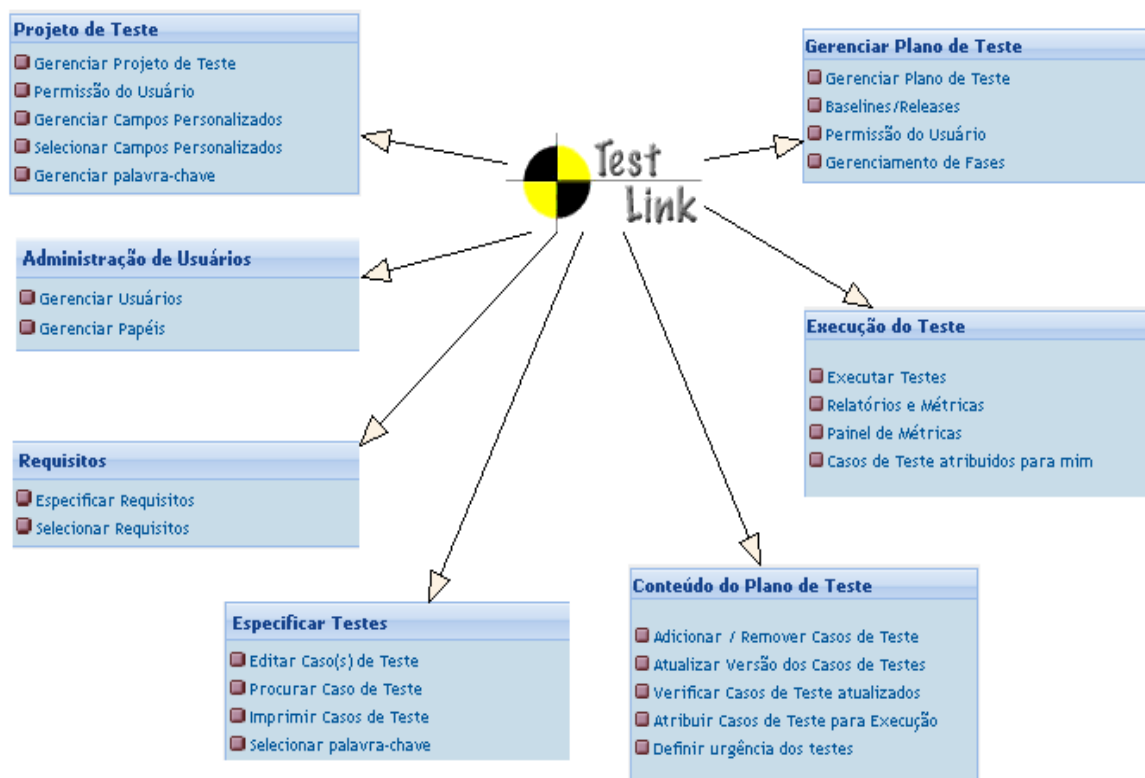 Projeto de Teste
Gerenciar Projeto de Teste
Permissão do Usuário
Gerenciar Campos Personalizados
Selecionar Campos Personalizados
Gerenciar palavra-chave
Gerenciar Plano de Teste
Gerenciar Plano de Teste
Baselines/Releases
Permissão do Usuário
Gerenciamento de Fases
Test
Link
Administração de Usuários
Gerenciar Usuários
Gerenciar Papéis
Execução do Teste
Executar Testes
Relatórios e Métricas
Painel de Métricas
Casos de Teste atribuidos para mim
Requisitos
Especificar Requisitos
Selecionar Requisitos
Especificar Testes
Editar Caso(s) de Teste
Procurar Caso de Teste
Imprimir Casos de Teste
Selecionar palavra-chave
Conteúdo do Plano de Teste
Adicionar / Remover Casos de Teste
Atualizar Versão dos Casos de Testes
Verificar Casos de Teste atualizados
Atribuir Casos de Teste para Execução
Definir urgência dos testes